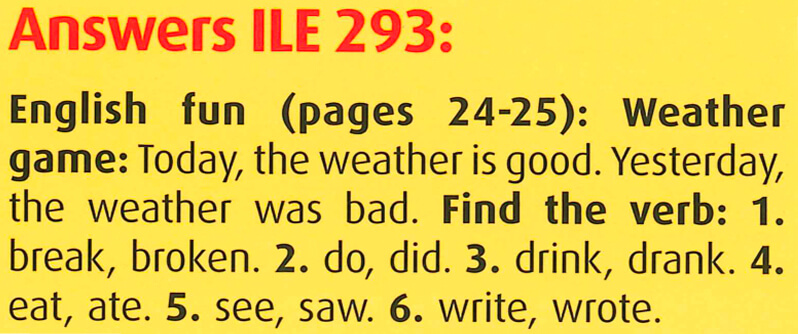 Answers ILE 293:
English fun (pages 24-25): Weather
game: Today, the weather is good. Yesterday,
the weather was bad. Find the verb: 1.
break, broken. 2. do, did. 3. drink, drank. 4.
eat, ate. 5. see, saw. 6. write, wrote.